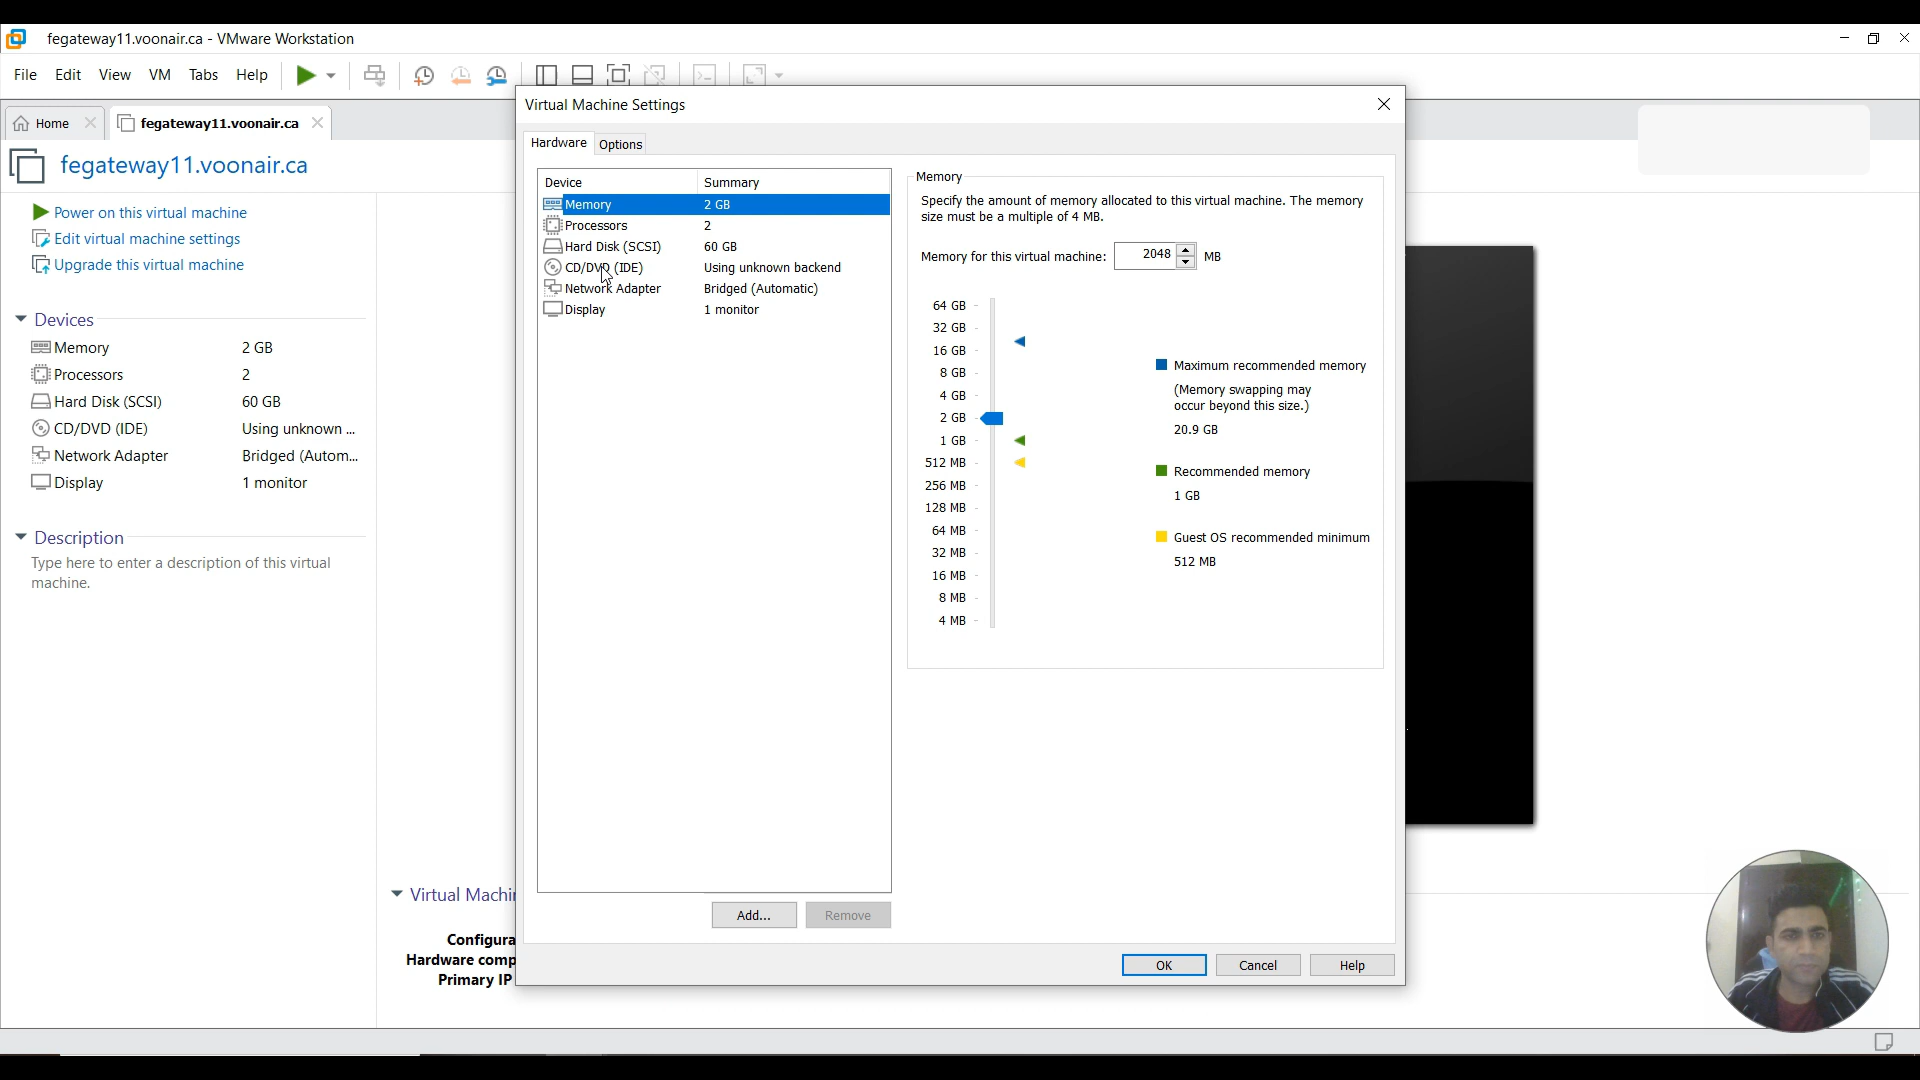 fegateway11.voonair.ca - VMware Workstation
File Edit View VM Tabs Help
Home fegateway11.voonair.ca
fegateway11.voonair.ca
Power on this virtual machine
Edit virtual machine settings
Upgrade this virtual machine
Devices
Memory 2 GB
Processors 2
Hard Disk (SCSI) 60 GB
CD/DVD (IDE) Using unknown ...
Network Adapter Bridged (Autom...
Display 1 monitor
Description
Type here to enter a description of this virtual
machine.
Virtual Machin
Configura
Hardware comp
Primary IP
Virtual Machine Settings
Hardware Options
Device Summary
Memory 2 GB
Processors 2
Hard Disk (SCSI) 60 GB
CD/DVD (IDE) Using unknown backend
Network Adapter Bridged (Automatic)
Display 1 monitor
Add... Remove
Memory
Specify the amount of memory allocated to this virtual machine. The memory
size must be a multiple of 4 MB.
Memory for this virtual machine: 2048 MB
64 GB
32 GB
16 GB
8 GB
4 GB
2 GB
1 GB
512 MB
256 MB
128 MB
64 MB
32 MB
16 MB
8 MB
4 MB
Maximum recommended memory
(Memory swapping may
occur beyond this size.)
20.9 GB
Recommended memory
1 GB
Guest OS recommended minimum
512 MB
OK Cancel Help